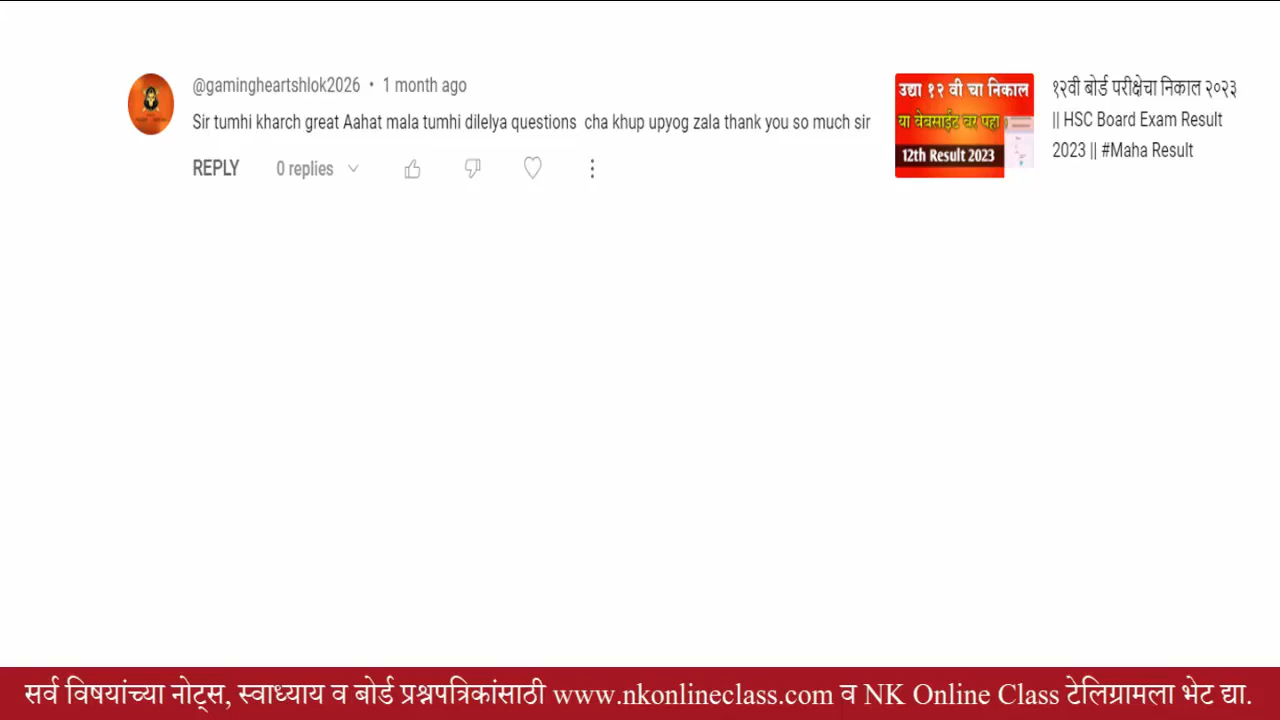 @gamingheartshlok2026 • 1 month ago
Sir tumhi kharch great Aahat mala tumhi dilelya questions cha khup upyog zala thank you so much sir
REPLY 0 replies
उद्या १२ वी चा निकाल
या वेबसाईट वर पहा
12th Result 2023
१२वी बोर्ड परीक्षेचा निकाल २०२३
|| HSC Board Exam Result
2023 || #Maha Result
सर्व विषयांच्या नोट्स, स्वाध्याय व बोर्ड प्रश्नपत्रिकांसाठी www.nkonlineclass.com व NK Online Class टेलिग्रामला भेट द्या.